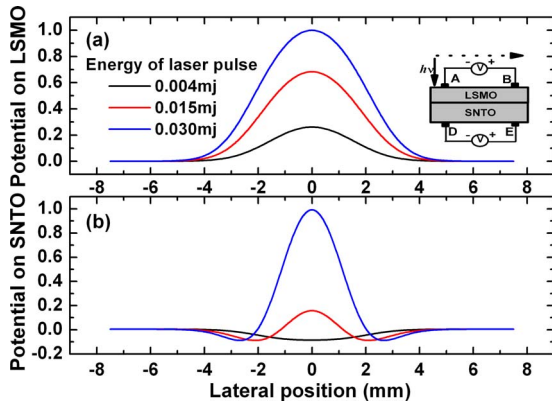 Potential on SNTO Potential on LSMO
(a)
Energy of laser pulse
0.004mj
0.015mj
0.030mj
1.0
0.8
0.6
0.4
0.2
0.0
hν
- V +
A B
LSMO
SNTO
D E
- V +
-8 -6 -4 -2 0 2 4 6 8
(b)
1.0
0.8
0.6
0.4
0.2
0.0
-0.2
-8 -6 -4 -2 0 2 4 6 8
Lateral position (mm)